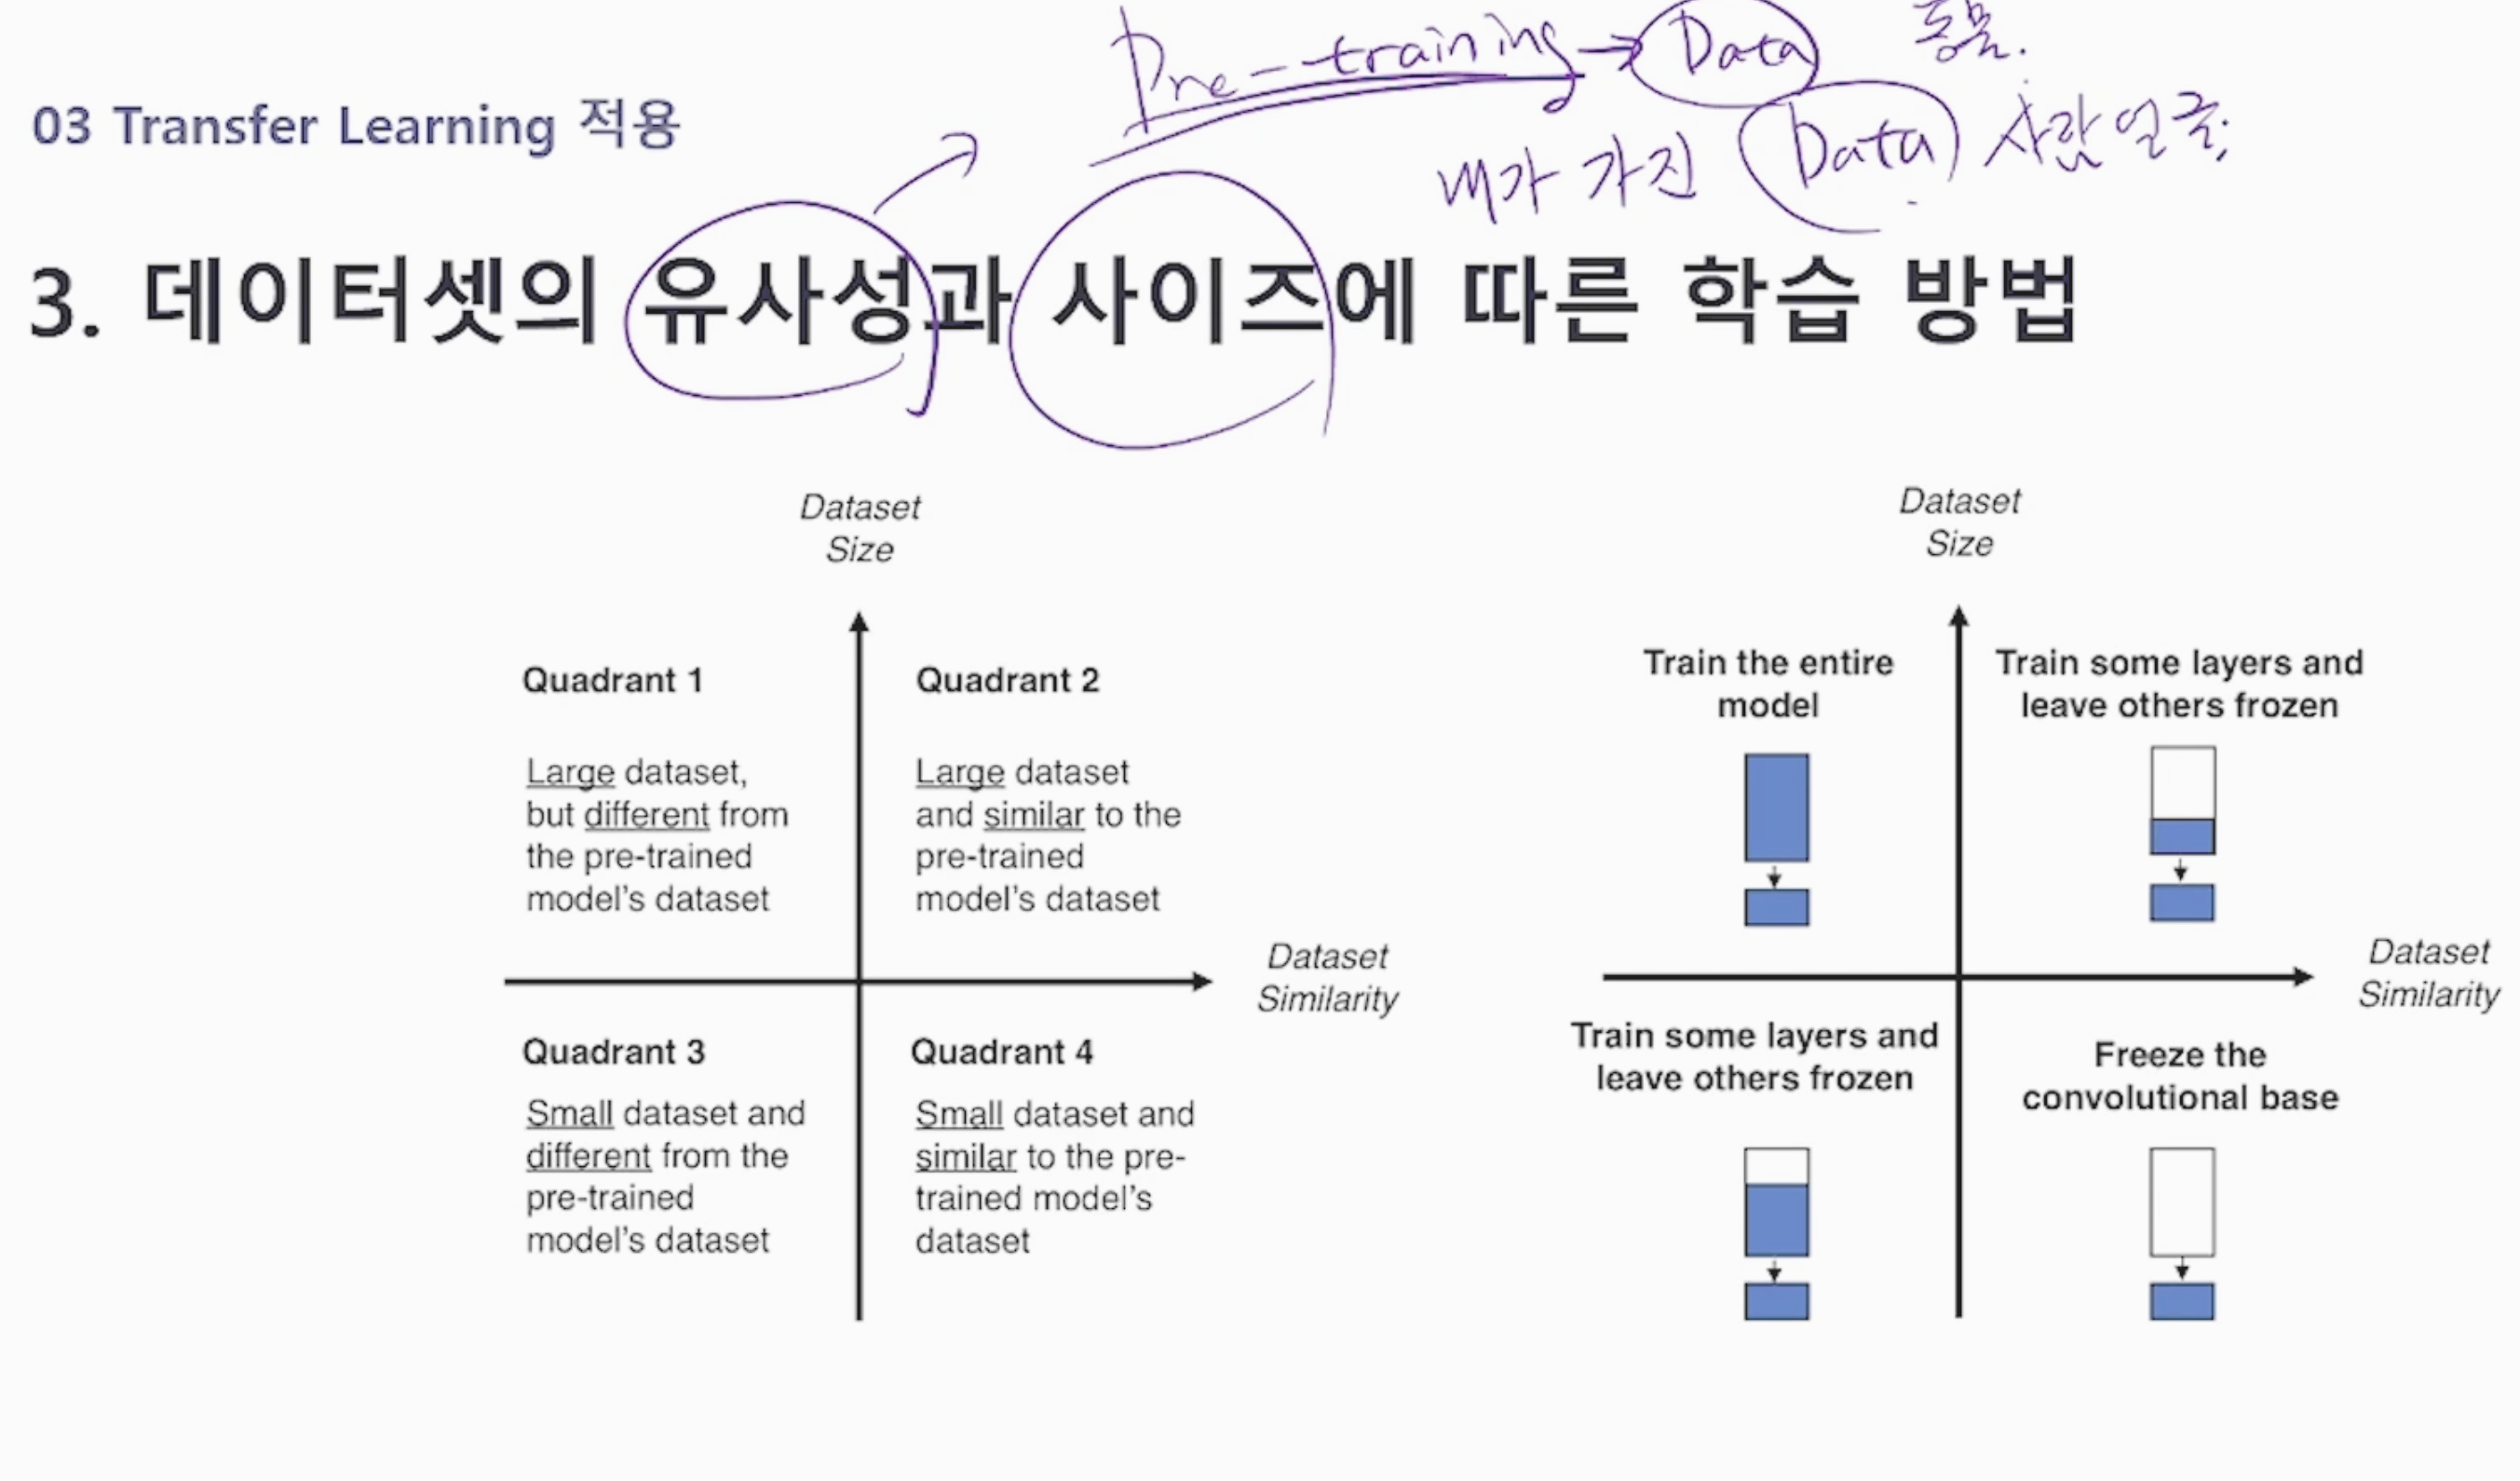 Pre-training → Data 동물.
03 Transfer Learning 적용
내가 가진 Data 사람 얼굴;
3. 데이터셋의 유사성과 사이즈에 따른 학습 방법
Dataset
Size
Quadrant 1
Large dataset,
but different from
the pre-trained
model's dataset
Quadrant 2
Large dataset
and similar to the
pre-trained
model's dataset
Dataset
Similarity
Quadrant 3
Small dataset and
different from the
pre-trained
model's dataset
Quadrant 4
Small dataset and
similar to the pre-
trained model's
dataset
Dataset
Size
Train the entire
model
Train some layers and
leave others frozen
Dataset
Similarity
Train some layers and
leave others frozen
Freeze the
convolutional base